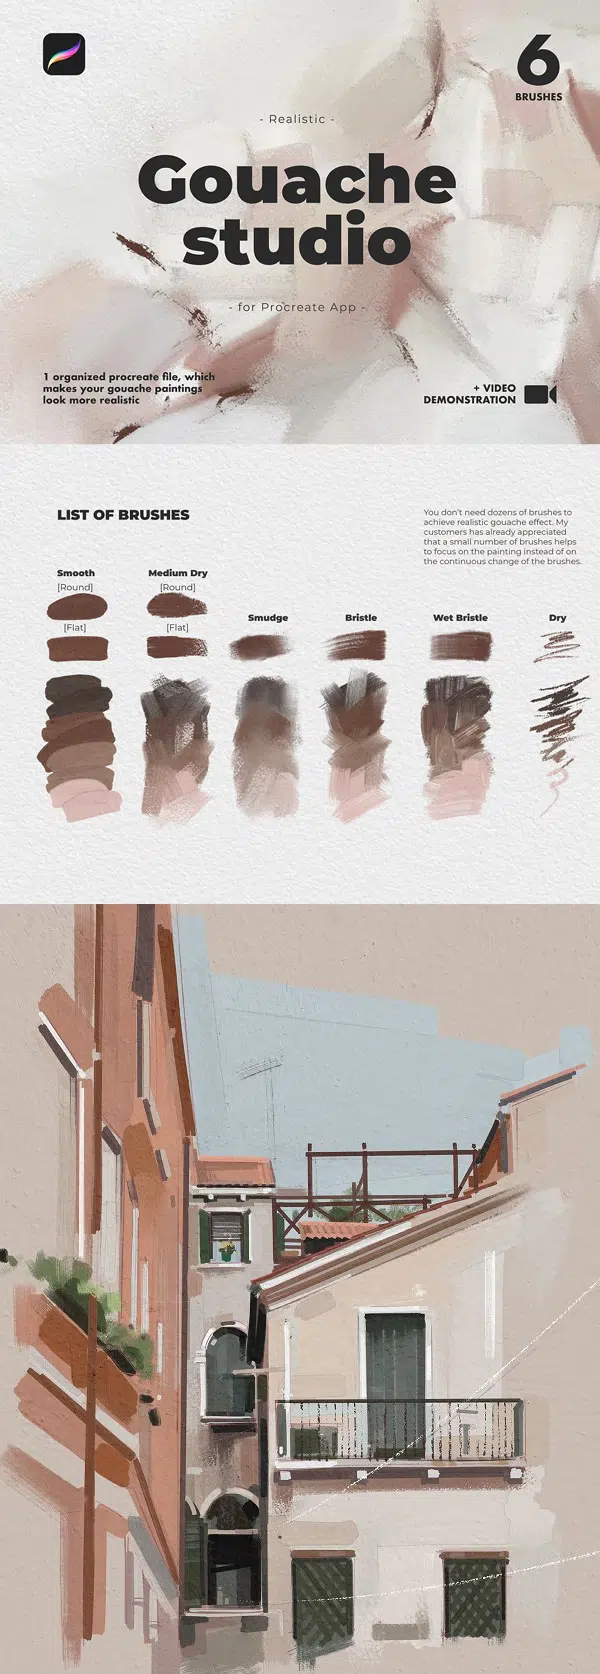 6
BRUSHES
- Realistic -
Gouache
studio
- for Procreate App -
1 organized procreate file, which
makes your gouache paintings
look more realistic
+ VIDEO
DEMONSTRATION
LIST OF BRUSHES
You don't need dozens of brushes to
achieve realistic gouache effect. My
customers has already appreciated
that a small number of brushes helps
to focus on the painting instead of on
the continuous change of the brushes.
Smooth
[Round]
[Flat]
Medium Dry
[Round]
[Flat]
Smudge
Bristle
Wet Bristle
Dry